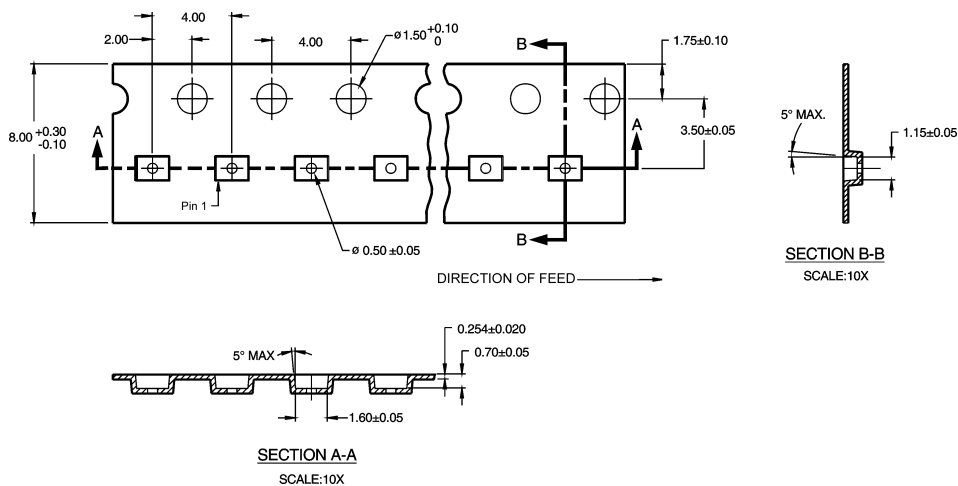 4.00
2.00
4.00
ø1.50 +0.10
0
B
1.75±0.10
8.00 +0.30
-0.10
A
A
3.50±0.05
5° MAX.
1.15±0.05
Pin 1
ø 0.50 ±0.05
B
SECTION B-B
SCALE:10X
DIRECTION OF FEED
0.254±0.020
0.70±0.05
5° MAX
1.60±0.05
SECTION A-A
SCALE:10X